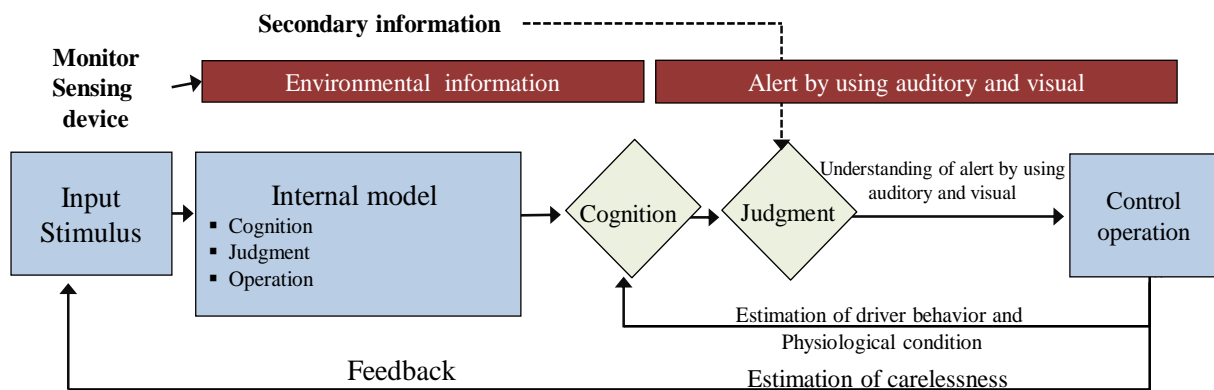 Secondary information
Monitor
Sensing
device
Environmental information
Alert by using auditory and visual
Input
Stimulus
Internal model
▪ Cognition
▪ Judgment
▪ Operation
Cognition
Judgment
Understanding of alert by using
auditory and visual
Control
operation
Estimation of driver behavior and
Physiological condition
Feedback
Estimation of carelessness